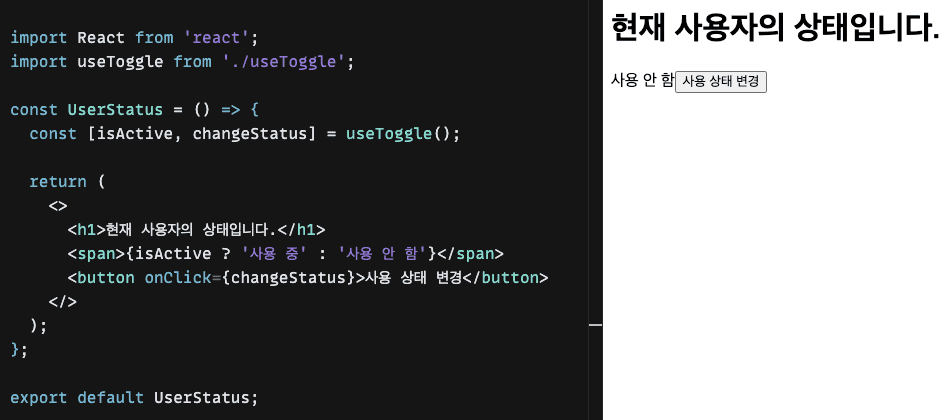 import React from 'react';
import useToggle from './useToggle';
const UserStatus = () => {
const [isActive, changeStatus] = useToggle();
return (
<>
<h1>현재 사용자의 상태입니다.</h1>
<span>{isActive ? '사용 중' : '사용 안 함'}</span>
<button onClick={changeStatus}>사용 상태 변경</button>
</>
);
};
export default UserStatus;
현재 사용자의 상태입니다.
사용 안 함 사용 상태 변경